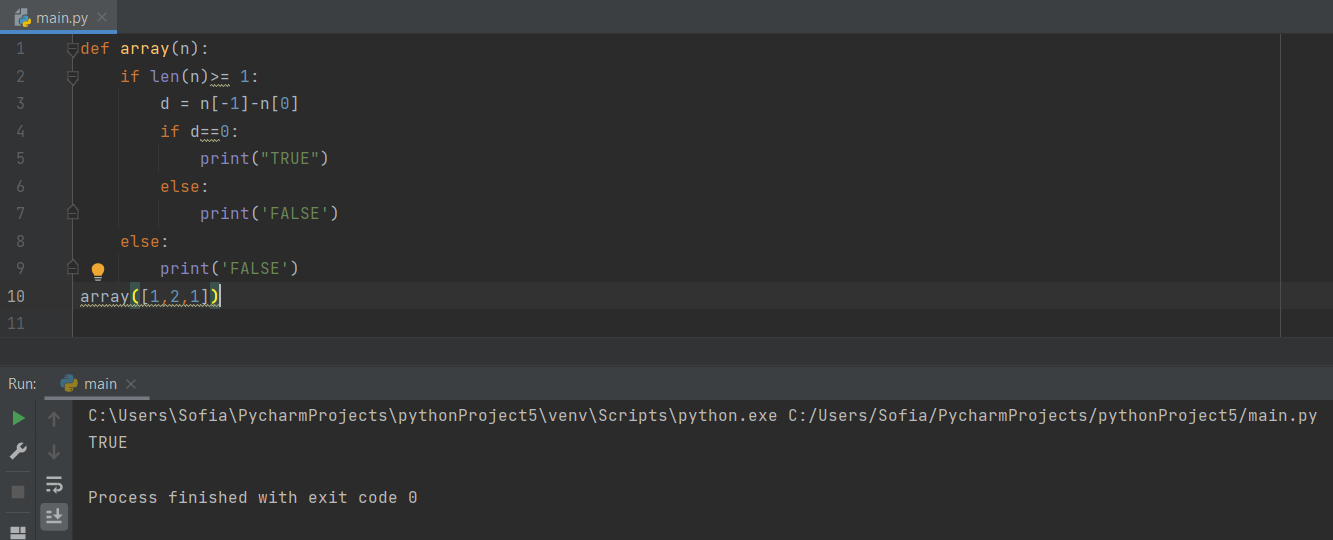 main.py
1 def array(n):
2     if len(n)>= 1:
3         d = n[-1]-n[0]
4         if d==0:
5             print("TRUE")
6         else:
7             print('FALSE')
8     else:
9         print('FALSE')
10 array([1,2,1])
11
Run: main
C:\Users\Sofia\PycharmProjects\pythonProject5\venv\Scripts\python.exe C:/Users/Sofia/PycharmProjects/pythonProject5/main.py
TRUE
Process finished with exit code 0